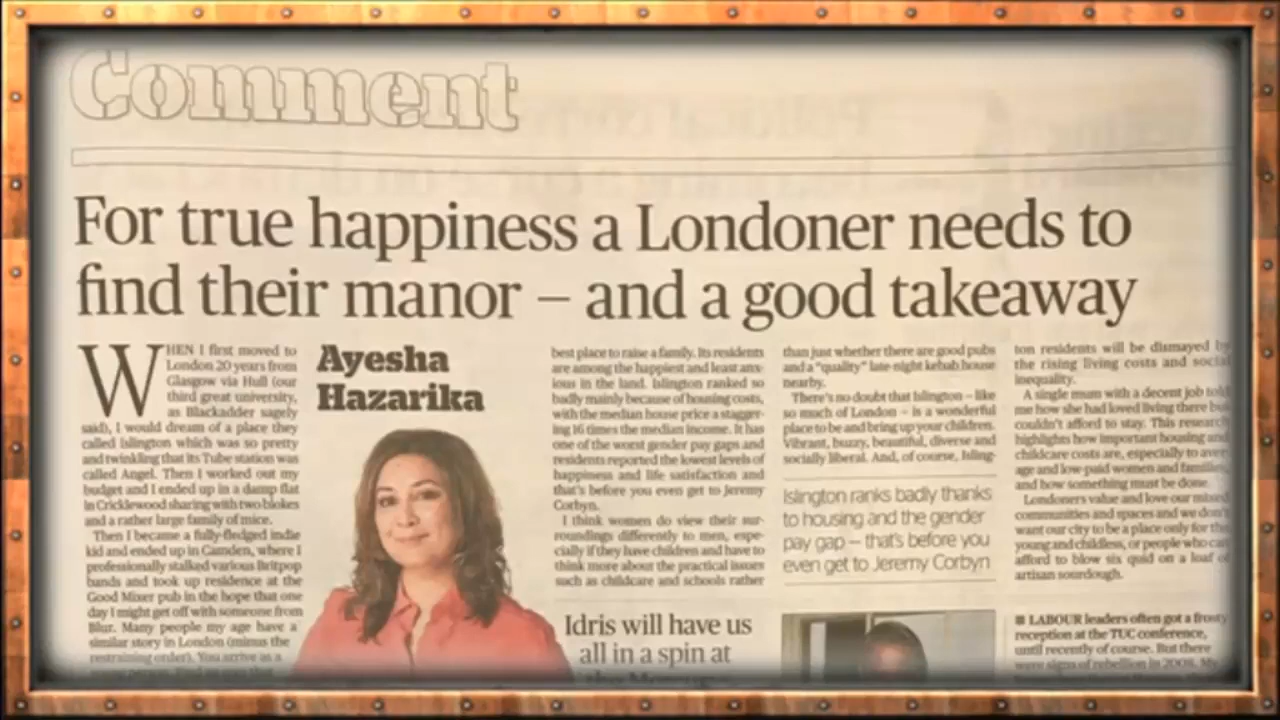 Comment
For true happiness a Londoner needs to
find their manor – and a good takeaway
WHEN I first moved to
London 20 years from
Glasgow via Hull (our
third great university,
as Blackadder sagely
said), I would dream of a place they
called Islington which was so pretty
and twinkling that its Tube station was
called Angel. Then I worked out my
budget and I ended up in a damp flat
in Cricklewood sharing with two blokes
and a rather large family of mice.
Then I became a fully-fledged indie
kid and ended up in Camden, where I
professionally stalked various Britpop
bands and took up residence at the
Good Mixer pub in the hope that one
day I might get off with someone from
Blur. Many people my age have a
similar story in London (minus the
restraining order). You arrive as a
Ayesha
Hazarika
best place to raise a family. Its residents
are among the happiest and least anx-
ious in the land. Islington ranked so
badly mainly because of housing costs,
with the median house price a stagger-
ing 16 times the median income. It has
one of the worst gender pay gaps and
residents reported the lowest levels of
happiness and life satisfaction and
that's before you even get to Jeremy
Corbyn.
I think women do view their sur-
roundings differently to men, espe-
cially if they have children and have to
think more about the practical issues
such as childcare and schools rather
Idris will have us
all in a spin at
than just whether there are good pubs
and a “quality” late-night kebab house
nearby.
There's no doubt that Islington – like
so much of London – is a wonderful
place to be and bring up your children.
Vibrant, buzzy, beautiful, diverse and
socially liberal. And, of course, Isling-
Islington ranks badly thanks
to housing and the gender
pay gap – that's before you
even get to Jeremy Corbyn
ton residents will be dismayed by
the rising living costs and social
inequality.
A single mum with a decent job told
me how she had loved living there but
couldn't afford to stay. This research
highlights how important housing and
childcare costs are, especially to aver-
age and low-paid women and families,
and how something must be done.
Londoners value and love our mixed
communities and spaces and we don't
want our city to be a place only for the
young and childless, or people who can
afford to blow six quid on a loaf of
artisan sourdough.
■ LABOUR leaders often got a frosty
reception at the TUC conference,
until recently of course. But there
were signs of rebellion in 2008. My